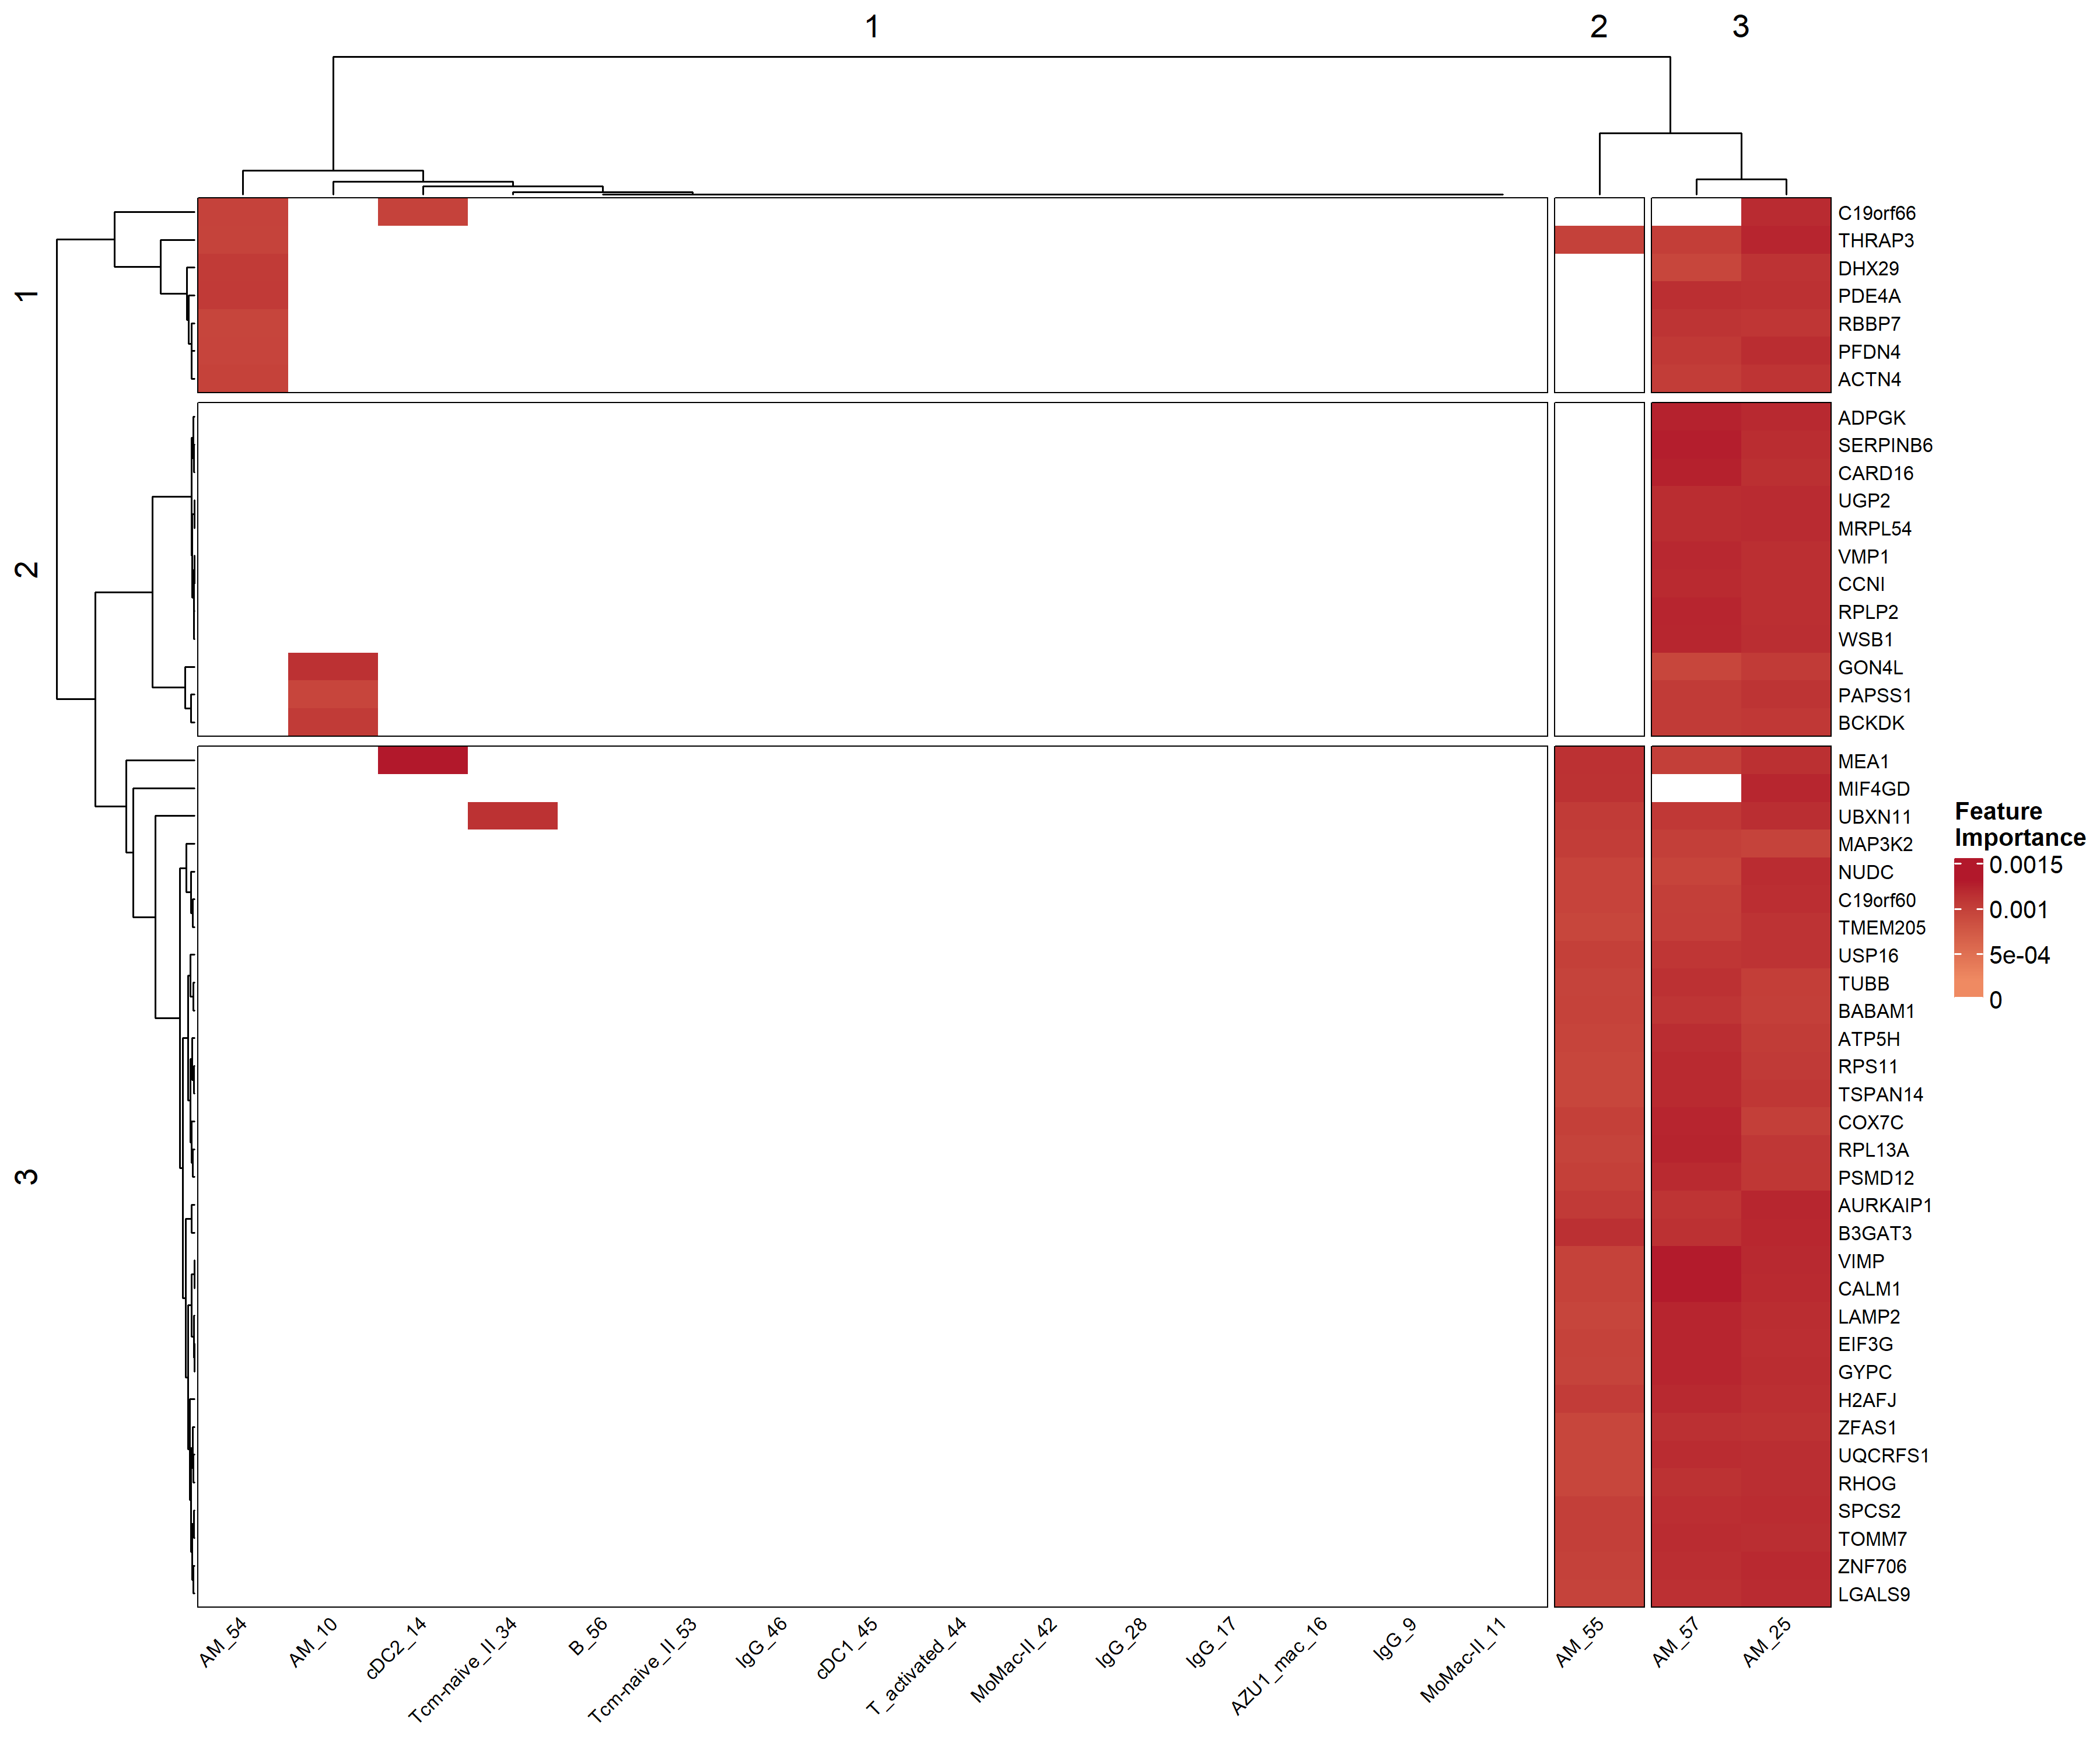 1
2
3
1
2
3
C19orf66
THRAP3
DHX29
PDE4A
RBBP7
PFDN4
ACTN4
ADPGK
SERPINB6
CARD16
UGP2
MRPL54
VMP1
CCNI
RPLP2
WSB1
GON4L
PAPSS1
BCKDK
MEA1
MIF4GD
UBXN11
MAP3K2
NUDC
C19orf60
TMEM205
USP16
TUBB
BABAM1
ATP5H
RPS11
TSPAN14
COX7C
RPL13A
PSMD12
AURKAIP1
B3GAT3
VIMP
CALM1
LAMP2
EIF3G
GYPC
H2AFJ
ZFAS1
UQCRFS1
RHOG
SPCS2
TOMM7
ZNF706
LGALS9
Feature
Importance
0.0015
0.001
5e-04
0
AM_54
AM_10
cDC2_14
Tcm-naive_II_34
B_56
Tcm-naive_II_53
IgG_46
cDC1_45
T_activated_44
MoMac-II_42
IgG_28
IgG_17
AZU1_mac_16
IgG_9
MoMac-II_11
AM_55
AM_57
AM_25